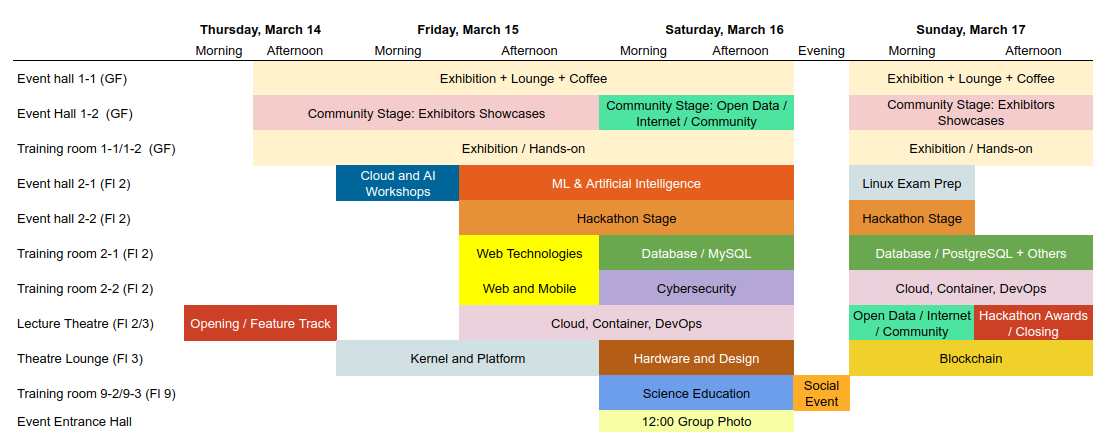 Thursday, March 14 Friday, March 15 Saturday, March 16 Sunday, March 17
Morning Afternoon Morning Afternoon Morning Afternoon Evening Morning Afternoon
Event hall 1-1 (GF) Exhibition + Lounge + Coffee Exhibition + Lounge + Coffee
Event Hall 1-2 (GF) Community Stage: Exhibitors Showcases
Community Stage: Open Data /
Internet / Community
Community Stage: Exhibitors
Showcases
Training room 1-1/1-2 (GF) Exhibition / Hands-on Exhibition / Hands-on
Event hall 2-1 (Fl 2)
Cloud and AI
Workshops
ML & Artificial Intelligence Linux Exam Prep
Event hall 2-2 (Fl 2) Hackathon Stage Hackathon Stage
Training room 2-1 (Fl 2) Web Technologies Database / MySQL Database / PostgreSQL + Others
Training room 2-2 (Fl 2) Web and Mobile Cybersecurity Cloud, Container, DevOps
Lecture Theatre (Fl 2/3) Opening / Feature Track Cloud, Container, DevOps
Open Data / Internet
/ Community
Hackathon Awards
/ Closing
Theatre Lounge (Fl 3) Kernel and Platform Hardware and Design Blockchain
Training room 9-2/9-3 (Fl 9) Science Education
Social
Event
Event Entrance Hall 12:00 Group Photo